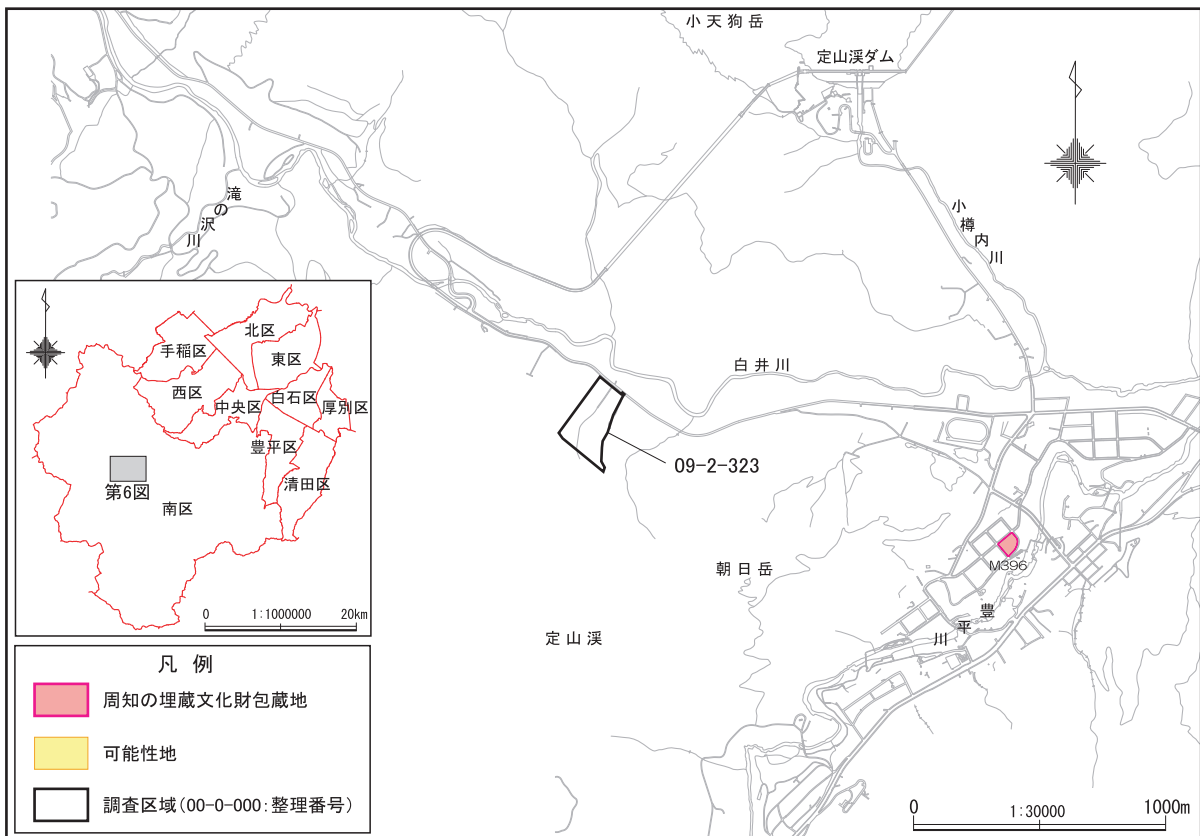 小天狗岳
定山渓ダム
滝の沢川
小樽内川
白井川
09-2-323
M396
朝日岳
定山渓
豊平川
北区
手稲区
東区
西区
中央区
白石区
厚別区
豊平区
清田区
第6図
南区
0 1:1000000 20km
凡 例
周知の埋蔵文化財包蔵地
可能性地
調査区域(00-0-000:整理番号)
0 1:30000 1000m